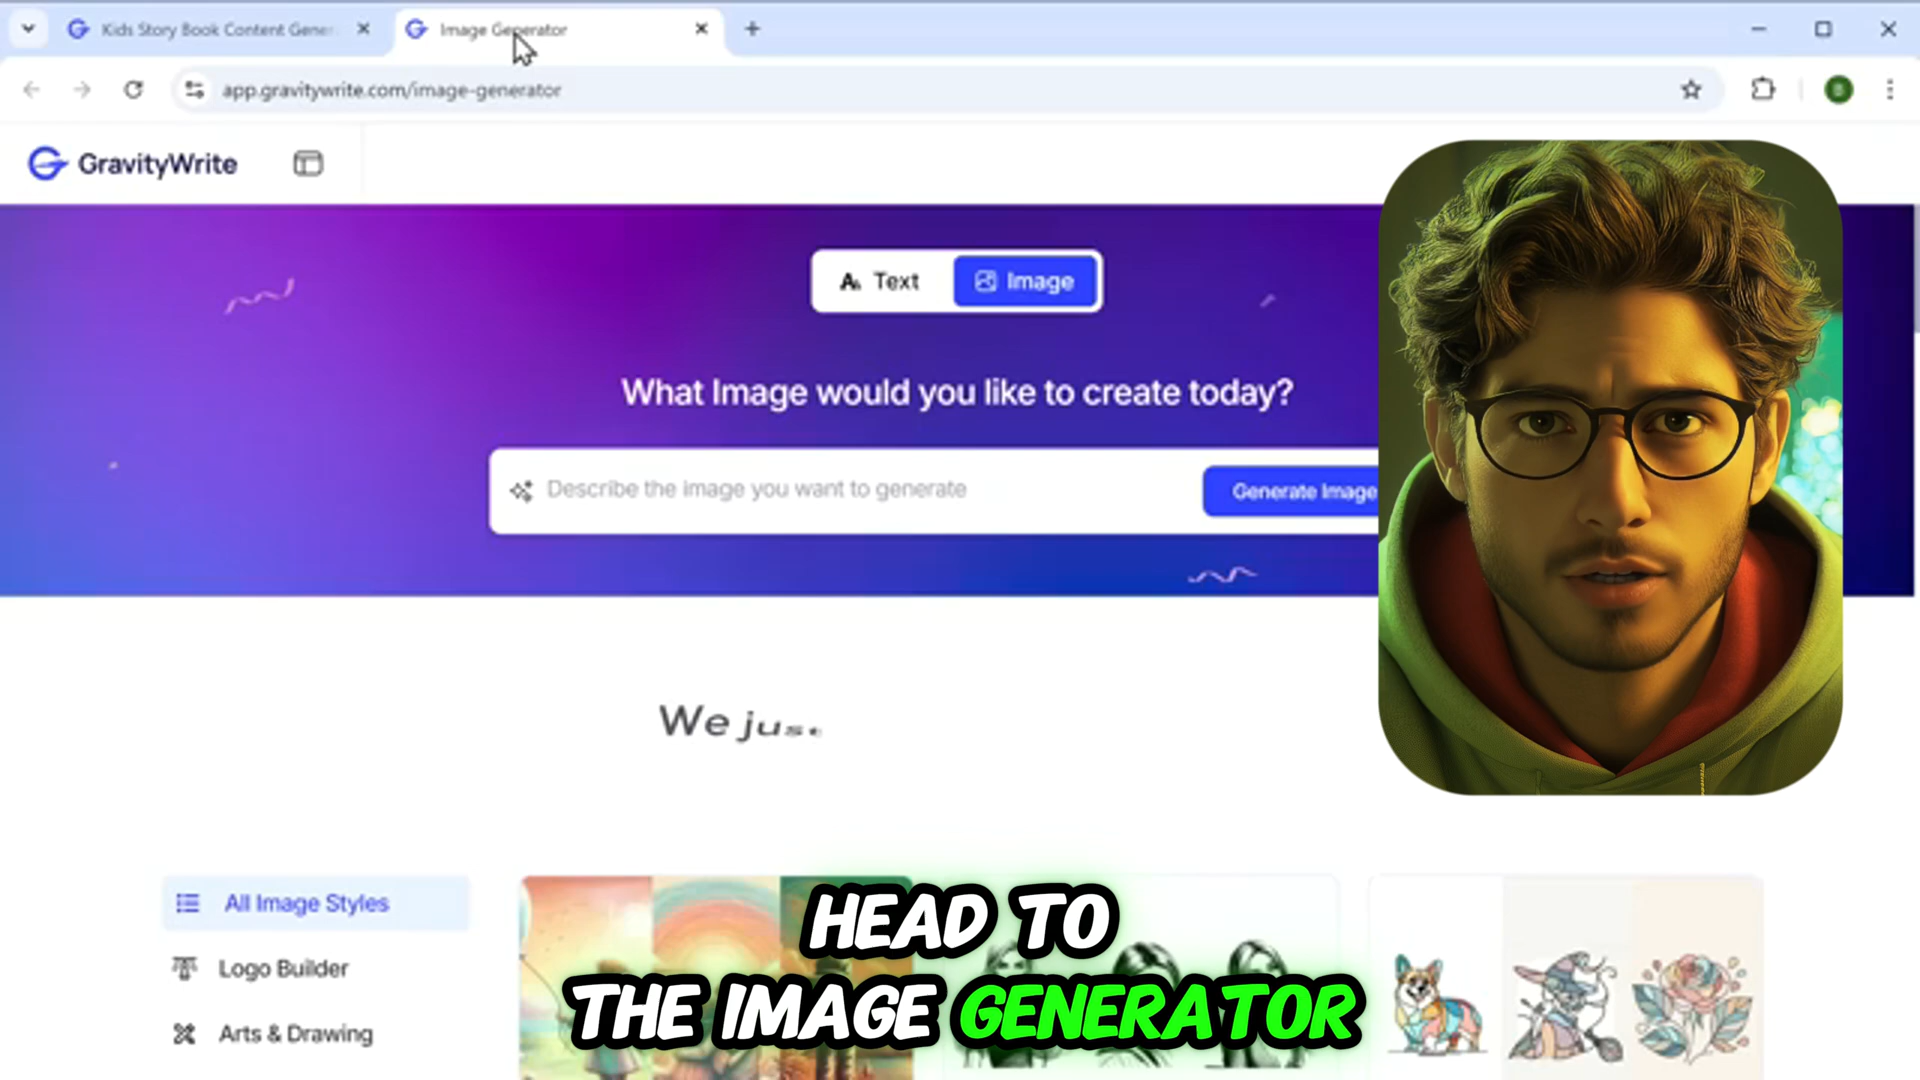 Kids Story Book Content Gener
Image Generator
app.gravitywrite.com/image-generator
B
GravityWrite
Text
Image
What Image would you like to create today?
Describe the image you want to generate
Generate Image
We just
All Image Styles
Logo Builder
Arts & Drawing
HEAD TO
THE IMAGE GENERATOR